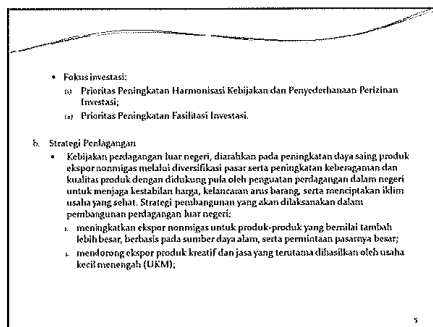 • Fokus investasi:
(1) Prioritas Peningkatan Harmonisasi Kebijakan dan Penyederhanaan Perizinan
Investasi;
(2) Prioritas Peningkatan Fasilitasi Investasi.
b. Strategi Perdagangan
• Kebijakan perdagangan luar negeri, diarahkan pada peningkatan daya saing produk
ekspor nonmigas melalui diversifikasi pasar serta peningkatan keberagaman dan
kualitas produk dengan didukung pula oleh penguatan perdagangan dalam negeri
untuk menjaga kestabilan harga, kelancaran arus barang, serta menciptakan iklim
usaha yang sehat. Strategi pembangunan yang akan dilaksanakan dalam
pembangunan perdagangan luar negeri:
1. meningkatkan ekspor nonmigas untuk produk-produk yang bernilai tambah
lebih besar, berbasis pada sumber daya alam, serta permintaan pasarnya besar;
2. mendorong ekspor produk kreatif dan jasa yang terutama dihasilkan oleh usaha
kecil menengah (UKM);
5